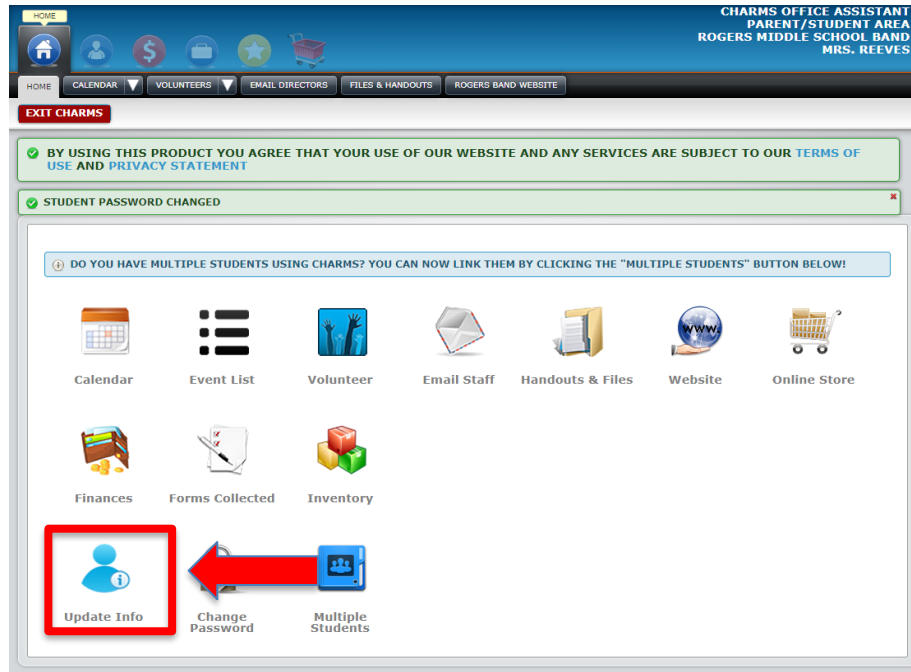 HOME
CHARMS OFFICE ASSISTANT
PARENT/STUDENT AREA
ROGERS MIDDLE SCHOOL BAND
MRS. REEVES
HOME CALENDAR VOLUNTEERS EMAIL DIRECTORS FILES & HANDOUTS ROGERS BAND WEBSITE
EXIT CHARMS
BY USING THIS PRODUCT YOU AGREE THAT YOUR USE OF OUR WEBSITE AND ANY SERVICES ARE SUBJECT TO OUR TERMS OF
USE AND PRIVACY STATEMENT
STUDENT PASSWORD CHANGED
DO YOU HAVE MULTIPLE STUDENTS USING CHARMS? YOU CAN NOW LINK THEM BY CLICKING THE "MULTIPLE STUDENTS" BUTTON BELOW!
www.
Calendar Event List Volunteer Email Staff Handouts & Files Website Online Store
Finances Forms Collected Inventory
Update Info Change Multiple
Password Students